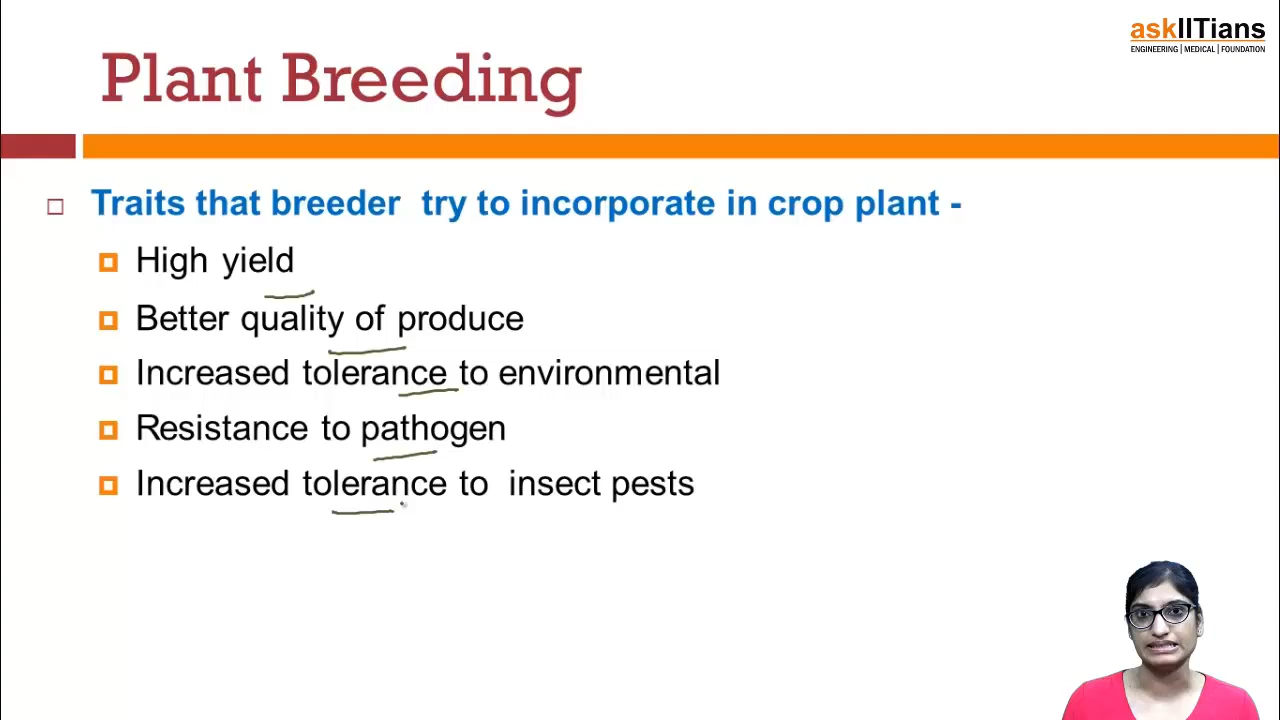 askIITians
ENGINEERING | MEDICAL | FOUNDATION
Plant Breeding
Traits that breeder try to incorporate in crop plant -
High yield
Better quality of produce
Increased tolerance to environmental
Resistance to pathogen
Increased tolerance to insect pests